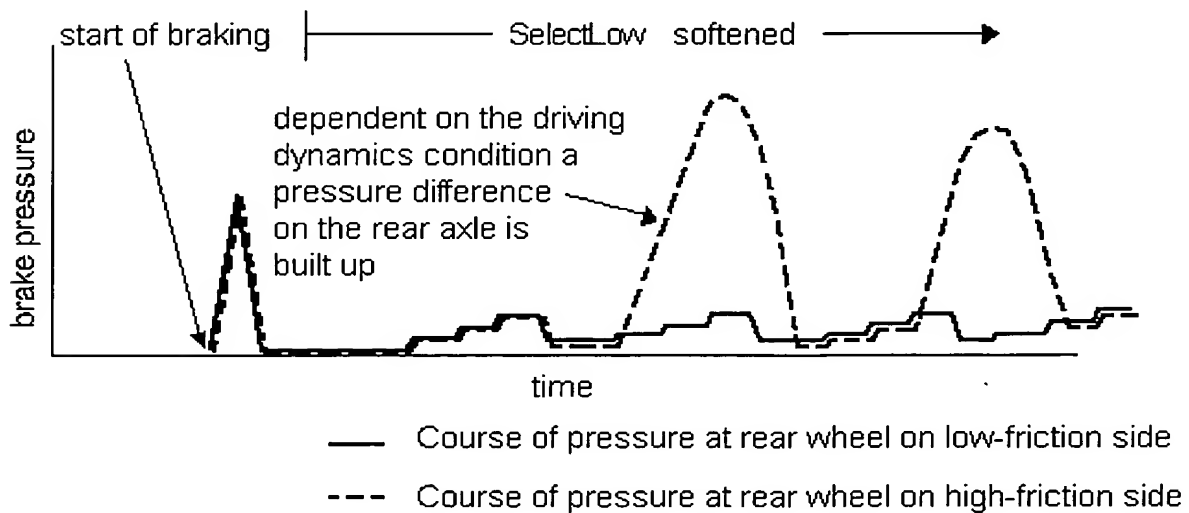 start of braking
SelectLow softened
dependent on the driving
dynamics condition a
pressure difference
on the rear axle is
built up
brake pressure
time
Course of pressure at rear wheel on low-friction side
Course of pressure at rear wheel on high-friction side